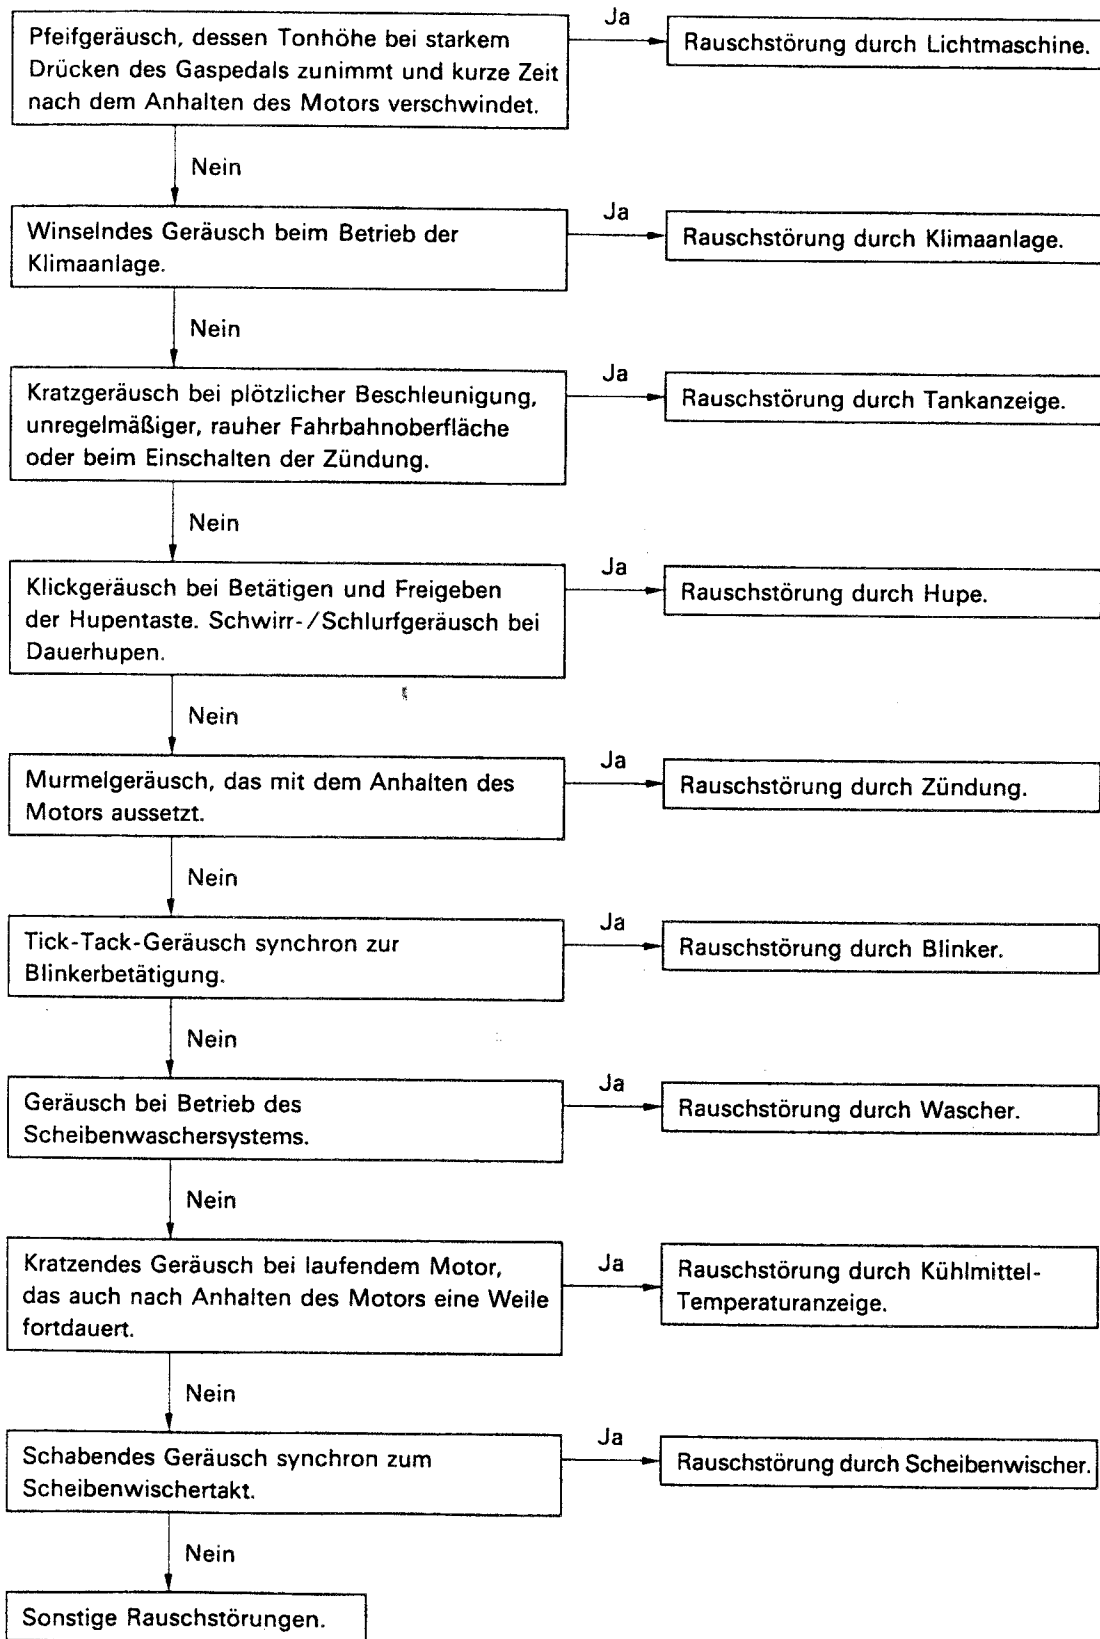 Pfeifgeräusch, dessen Tonhöhe bei starkem
Drücken des Gaspedals zunimmt und kurze Zeit
nach dem Anhalten des Motors verschwindet.
Ja
Rauschstörung durch Lichtmaschine.
Nein
Winselndes Geräusch beim Betrieb der
Klimaanlage.
Ja
Rauschstörung durch Klimaanlage.
Nein
Kratzgeräusch bei plötzlicher Beschleunigung,
unregelmäßiger, rauher Fahrbahnoberfläche
oder beim Einschalten der Zündung.
Ja
Rauschstörung durch Tankanzeige.
Nein
Klickgeräusch bei Betätigen und Freigeben
der Hupentaste. Schwirr-/Schlurfgeräusch bei
Dauerhupen.
Ja
Rauschstörung durch Hupe.
Nein
Murmelgeräusch, das mit dem Anhalten des
Motors aussetzt.
Ja
Rauschstörung durch Zündung.
Nein
Tick-Tack-Geräusch synchron zur
Blinkerbetätigung.
Ja
Rauschstörung durch Blinker.
Nein
Geräusch bei Betrieb des
Scheibenwaschersystems.
Ja
Rauschstörung durch Wascher.
Nein
Kratzendes Geräusch bei laufendem Motor,
das auch nach Anhalten des Motors eine Weile
fortdauert.
Ja
Rauschstörung durch Kühlmittel-
Temperaturanzeige.
Nein
Schabendes Geräusch synchron zum
Scheibenwischertakt.
Ja
Rauschstörung durch Scheibenwischer.
Nein
Sonstige Rauschstörungen.